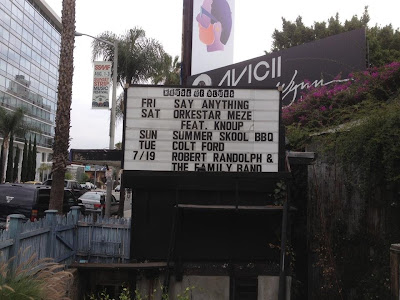 HOUSE OF BLUES
AVICII
wynn
FRI SAY ANYTHING
SAT ORKESTAR MEZE
FEAT. KNOUP
SUN SUMMER SKOOL BBQ
TUE COLT FORD
7/19 ROBERT RANDOLPH &
THE FAMILY BAND